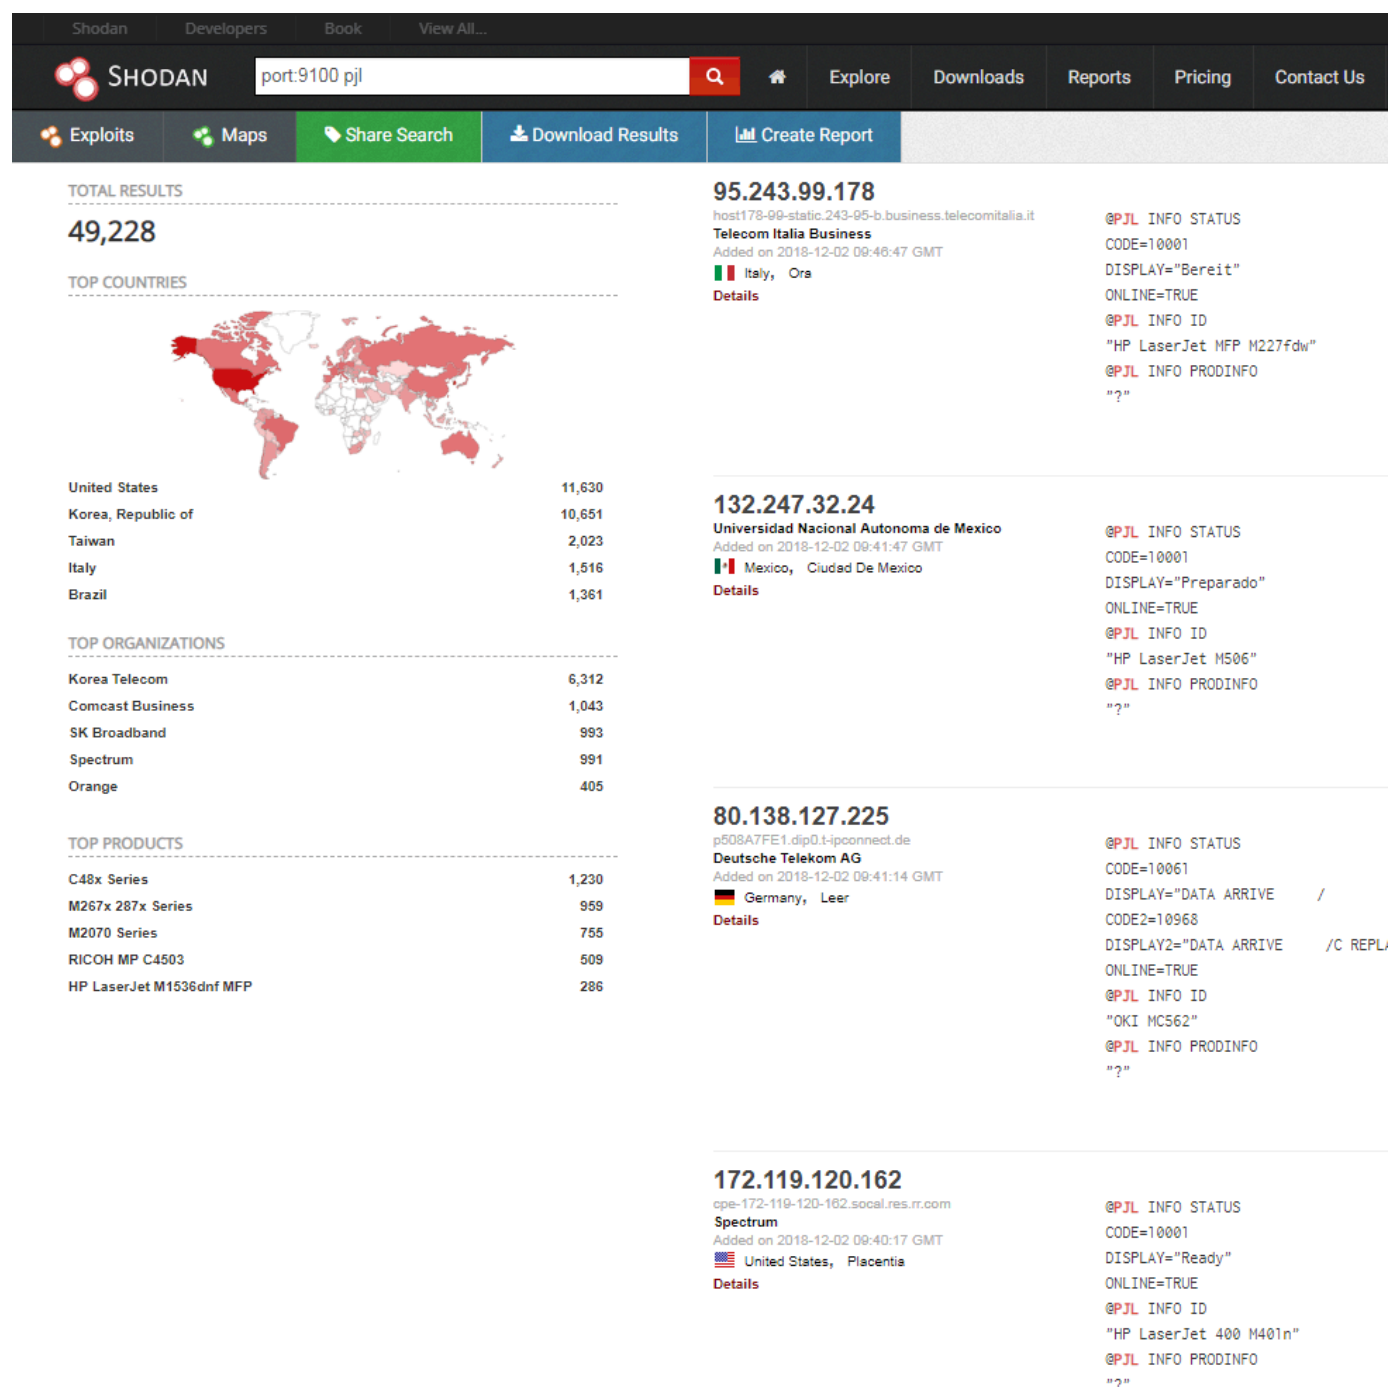 Shodan Developers Book View All...
SHODAN port:9100 pjl Explore Downloads Reports Pricing Contact Us
Exploits Maps Share Search Download Results Create Report
TOTAL RESULTS
49,228
TOP COUNTRIES
United States 11,630
Korea, Republic of 10,651
Taiwan 2,023
Italy 1,516
Brazil 1,361
TOP ORGANIZATIONS
Korea Telecom 6,312
Comcast Business 1,043
SK Broadband 993
Spectrum 991
Orange 405
TOP PRODUCTS
C48x Series 1,230
M267x 287x Series 959
M2070 Series 755
RICOH MP C4503 509
HP LaserJet M1536dnf MFP 286
95.243.99.178
host178-99-static.243-95-b.business.telecomitalia.it
Telecom Italia Business
Added on 2018-12-02 09:46:47 GMT
Italy, Ora
Details
@PJL INFO STATUS
CODE=10001
DISPLAY="Bereit"
ONLINE=TRUE
@PJL INFO ID
"HP LaserJet MFP M227fdw"
@PJL INFO PRODINFO
"?"
132.247.32.24
Universidad Nacional Autonoma de Mexico
Added on 2018-12-02 09:41:47 GMT
Mexico, Ciudad De Mexico
Details
@PJL INFO STATUS
CODE=10001
DISPLAY="Preparado"
ONLINE=TRUE
@PJL INFO ID
"HP LaserJet M506"
@PJL INFO PRODINFO
"?"
80.138.127.225
p508A7FE1.dip0.t-ipconnect.de
Deutsche Telekom AG
Added on 2018-12-02 09:41:14 GMT
Germany, Leer
Details
@PJL INFO STATUS
CODE=10061
DISPLAY="DATA ARRIVE /
CODE2=10968
DISPLAY2="DATA ARRIVE /C REPLA
ONLINE=TRUE
@PJL INFO ID
"OKI MC562"
@PJL INFO PRODINFO
"?"
172.119.120.162
cpe-172-119-120-162.socal.res.rr.com
Spectrum
Added on 2018-12-02 09:40:17 GMT
United States, Placentia
Details
@PJL INFO STATUS
CODE=10001
DISPLAY="Ready"
ONLINE=TRUE
@PJL INFO ID
"HP LaserJet 400 M401n"
@PJL INFO PRODINFO
"?"